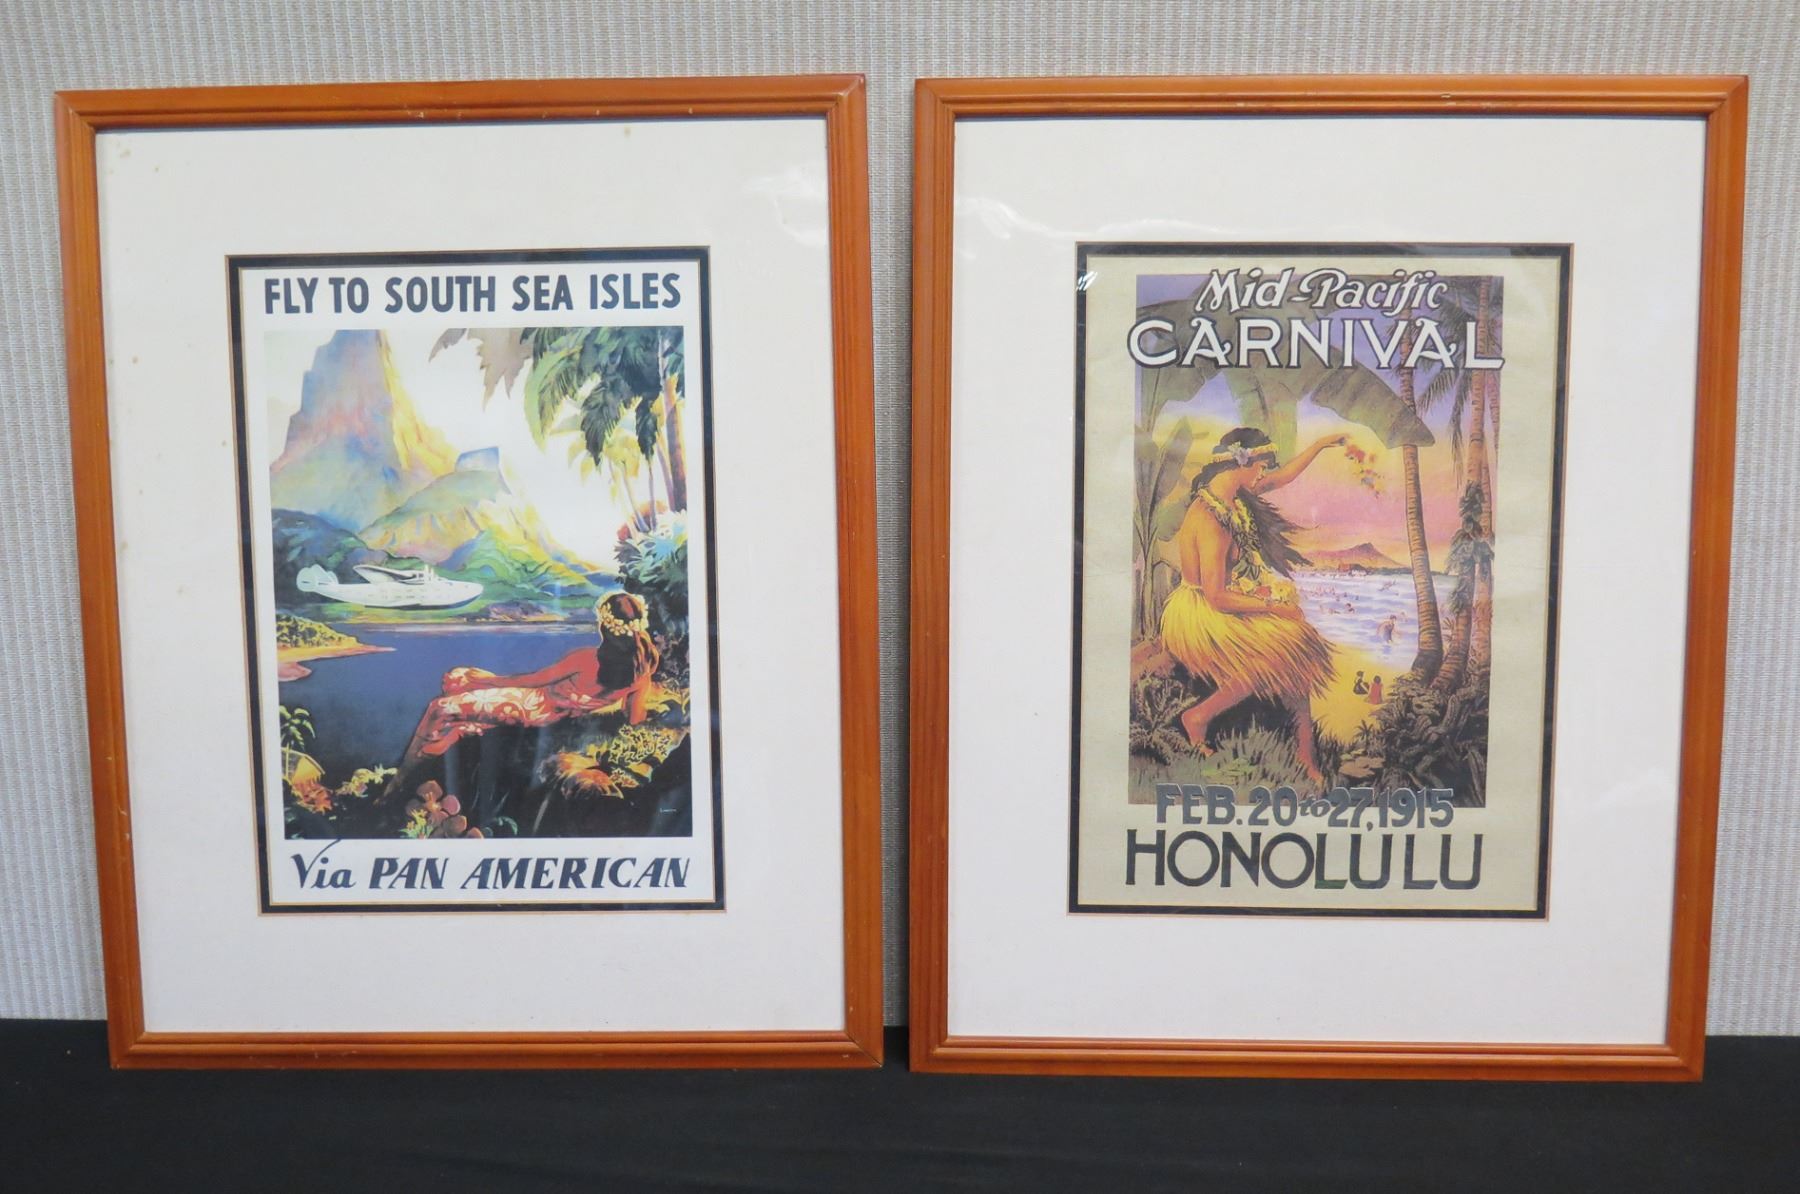 FLY TO SOUTH SEA ISLES
Via PAN AMERICAN
Mid-Pacific
CARNIVAL
FEB. 20 to 27, 1915
HONOLULU